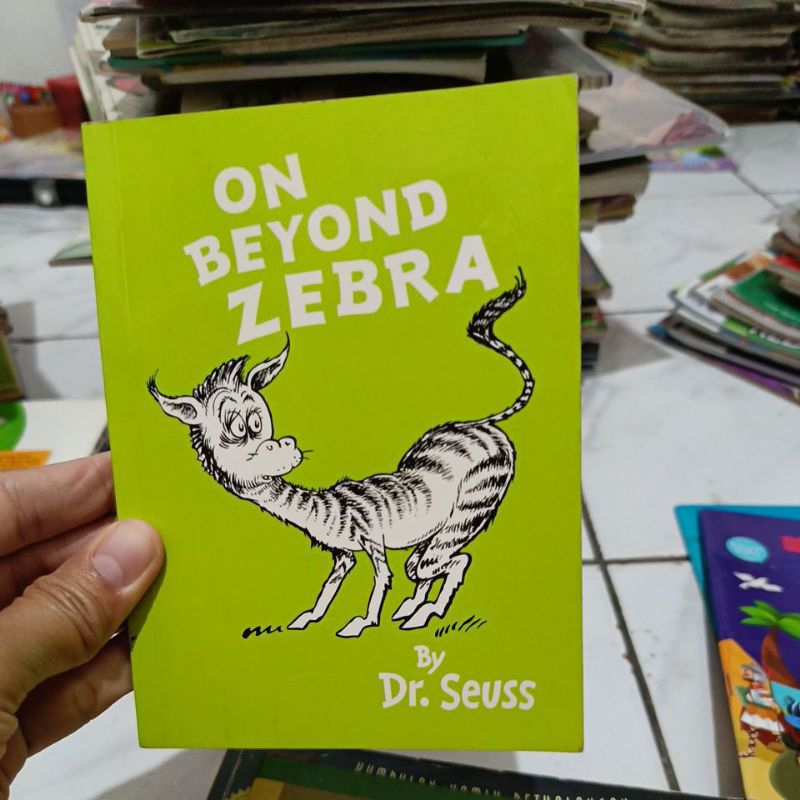 ON
BEYOND
ZEBRA
By
Dr. Seuss